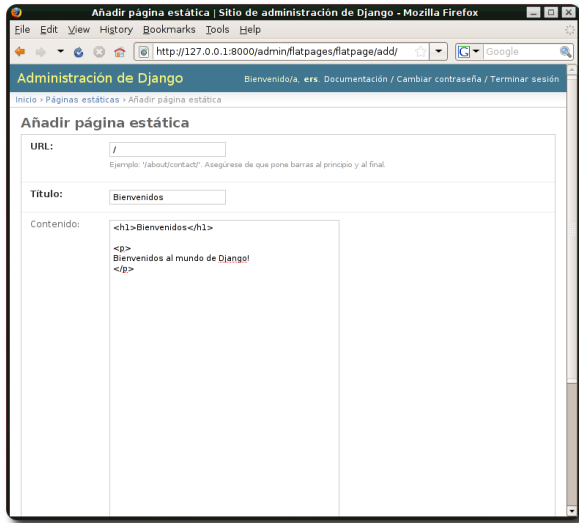 Añadir página estática | Sitio de administración de Django - Mozilla Firefox
File Edit View History Bookmarks Tools Help
http://127.0.0.1:8000/admin/flatpages/flatpage/add/ G Google
Administración de Django Bienvenido/a, ers. Documentación / Cambiar contraseña / Terminar sesión
Inicio › Páginas estáticas › Añadir página estática
Añadir página estática
URL: /
Ejemplo: '/about/contact/'. Asegúrese de que pone barras al principio y al final.
Título: Bienvenidos
Contenido: <h1>Bienvenidos</h1>
<p>
Bienvenidos al mundo de Django!
</p>